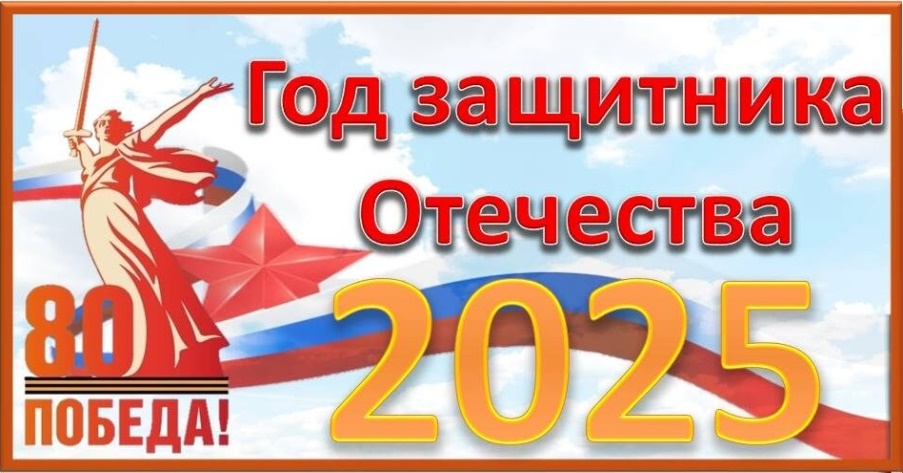 Год защитника
Отечества
2025
80
ПОБЕДА!